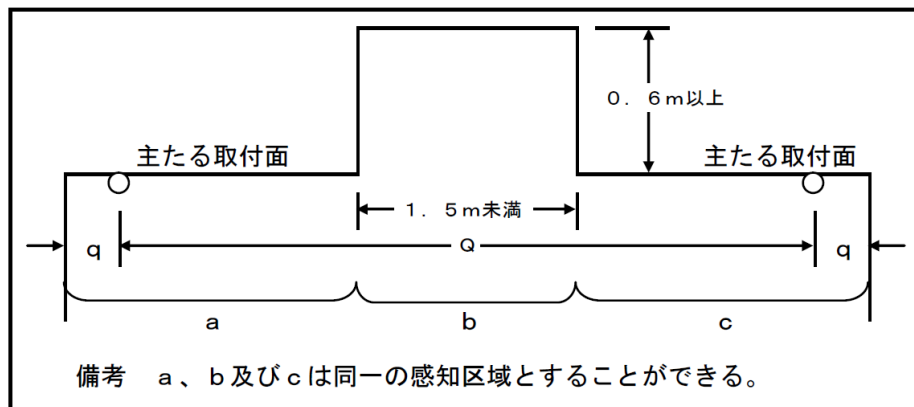 0．6ｍ以上
主たる取付面
主たる取付面
1．5ｍ未満
q
Q
q
a
b
c
備考　a、b及びcは同一の感知区域とすることができる。